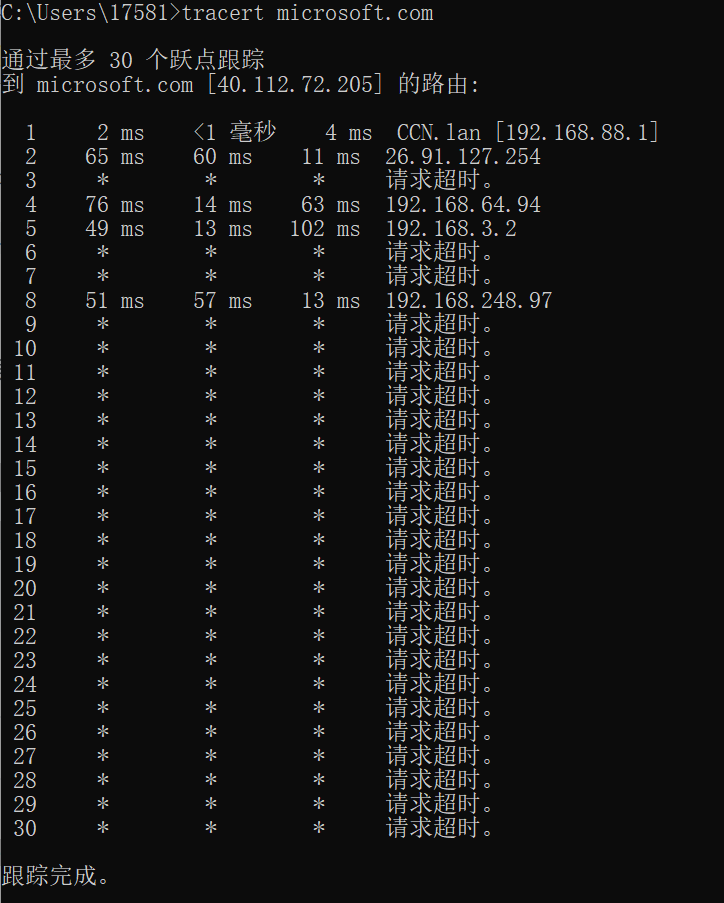 C:\Users\17581>tracert microsoft.com
通过最多 30 个跃点跟踪
到 microsoft.com [40.112.72.205] 的路由:
1 2 ms <1 毫秒 4 ms CCN.lan [192.168.88.1]
2 65 ms 60 ms 11 ms 26.91.127.254
3 * * * 请求超时。
4 76 ms 14 ms 63 ms 192.168.64.94
5 49 ms 13 ms 102 ms 192.168.3.2
6 * * * 请求超时。
7 * * * 请求超时。
8 51 ms 57 ms 13 ms 192.168.248.97
9 * * * 请求超时。
10 * * * 请求超时。
11 * * * 请求超时。
12 * * * 请求超时。
13 * * * 请求超时。
14 * * * 请求超时。
15 * * * 请求超时。
16 * * * 请求超时。
17 * * * 请求超时。
18 * * * 请求超时。
19 * * * 请求超时。
20 * * * 请求超时。
21 * * * 请求超时。
22 * * * 请求超时。
23 * * * 请求超时。
24 * * * 请求超时。
25 * * * 请求超时。
26 * * * 请求超时。
27 * * * 请求超时。
28 * * * 请求超时。
29 * * * 请求超时。
30 * * * 请求超时。
跟踪完成。